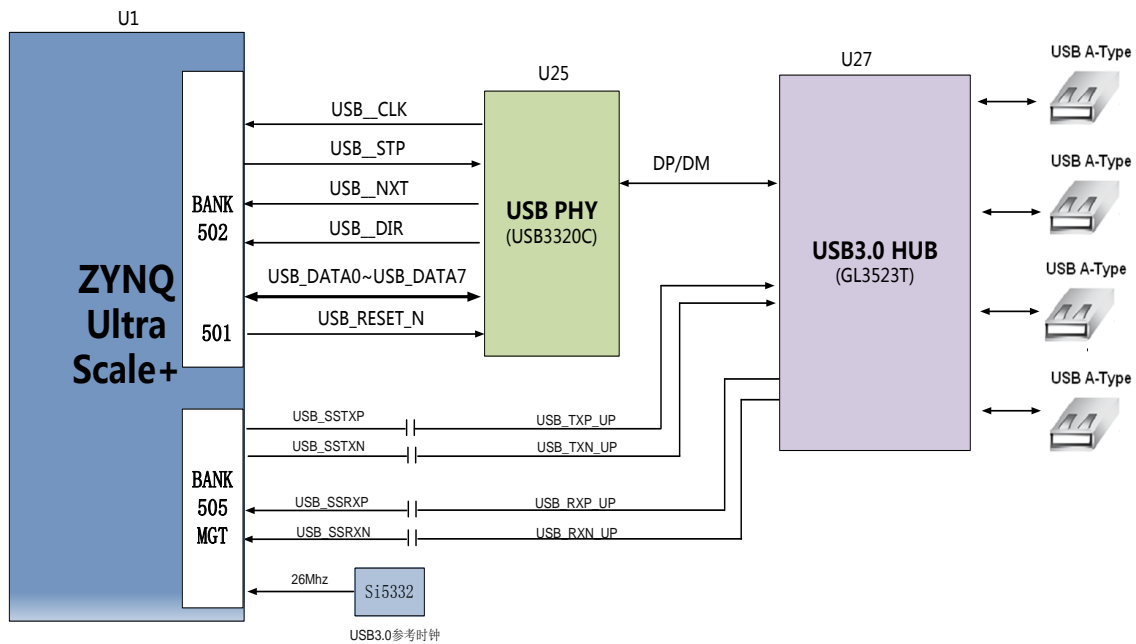 U1
ZYNQ
Ultra
Scale+
BANK
502
501
USB__CLK
USB__STP
USB__NXT
USB__DIR
USB_DATA0~USB_DATA7
USB_RESET_N
U25
USB PHY
(USB3320C)
DP/DM
U27
USB3.0 HUB
(GL3523T)
USB A-Type
USB A-Type
USB A-Type
USB A-Type
BANK
505
MGT
USB_SSTXP
USB_TXP_UP
USB_SSTXN
USB_TXN_UP
USB_SSRXP
USB_RXP_UP
USB_SSRXN
USB_RXN_UP
26Mhz
Si5332
USB3.0参考时钟